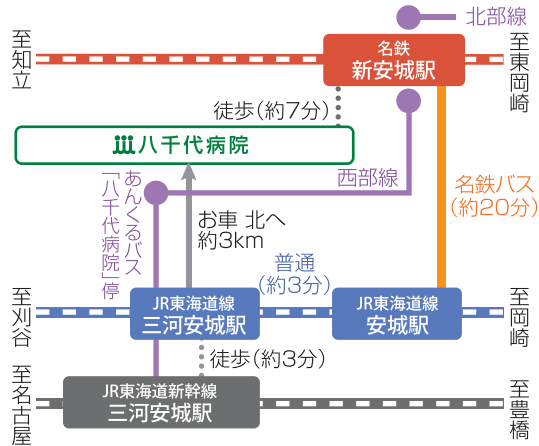 北部線
至知立
名鉄
新安城駅
至東岡崎
徒歩（約7分）
八千代病院
西部線
あんくるバス
「八千代病院」停
お車 北へ
約3km
名鉄バス
（約20分）
普通
（約3分）
至刈谷
JR東海道線
三河安城駅
JR東海道線
安城駅
至岡崎
徒歩（約3分）
至名古屋
JR東海道新幹線
三河安城駅
至豊橋